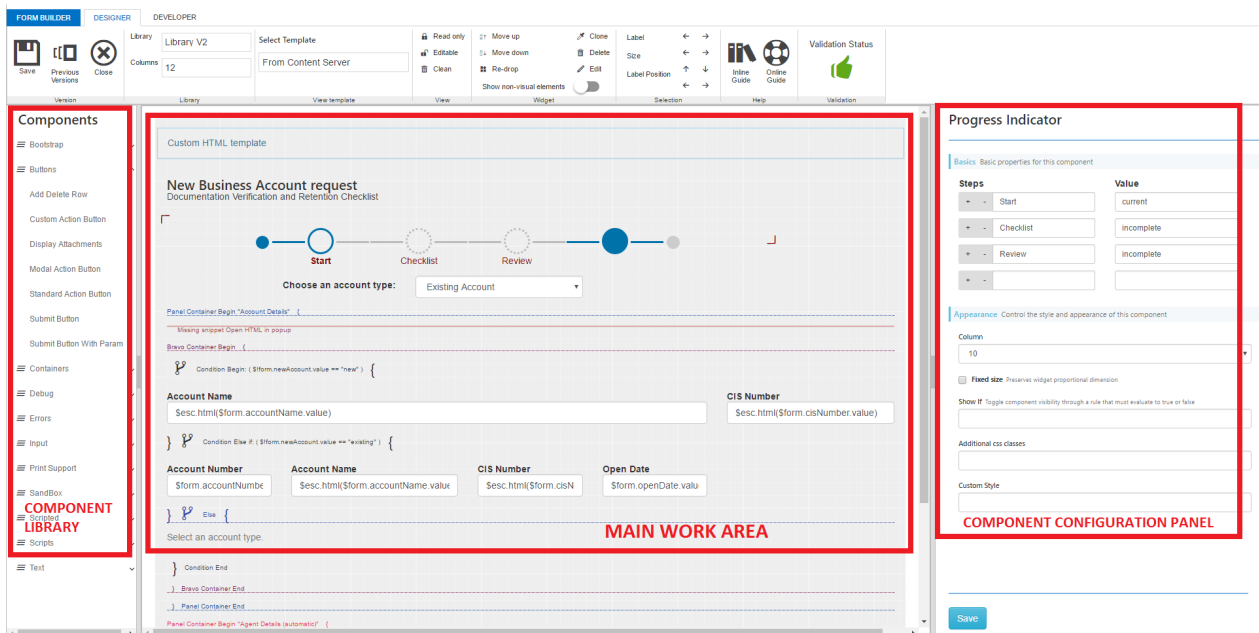 FORM BUILDER DESIGNER DEVELOPER
Save
Previous Versions
Close
Version
Library Library V2
Columns 12
Library
Select Template
From Content Server
View template
Read only
Editable
Clean
View
Move up
Move down
Re-drop
Show non-visual elements
Clone
Delete
Edit
Widget
Label
Size
Label Position
Selection
Inline Guide
Online Guide
Help
Validation Status
Validation
Components
Bootstrap
Buttons
Add Delete Row
Custom Action Button
Display Attachments
Modal Action Button
Standard Action Button
Submit Button
Submit Button With Param
Containers
Debug
Errors
Input
Print Support
SandBox
Scripted
Scripts
Text
COMPONENT
LIBRARY
Custom HTML template
New Business Account request
Documentation Verification and Retention Checklist
Start Checklist Review
Choose an account type: Existing Account
Panel Container Begin "Account Details" {
Missing snippet Open HTML in popup
Bravo Container Begin {
Condition Begin: ( $!form.newAccount.value == "new" ) {
Account Name CIS Number
$esc.html($form.accountName.value) $esc.html($form.cisNumber.value)
} Condition Else if: ( $!form.newAccount.value == "existing" ) {
Account Number Account Name CIS Number Open Date
$form.accountNumbe $esc.html($form.accountName.value $esc.html($form.cisN $form.openDate.valu
} Else {
Select an account type.
MAIN WORK AREA
} Condition End
} Bravo Container End
} Panel Container End
Panel Container Begin "Agent Details (automatic)" {
Progress Indicator
Basics Basic properties for this component
Steps Value
+ - Start current
+ - Checklist incomplete
+ - Review incomplete
+ -
Appearance Control the style and appearance of this component
Column
10
Fixed size Preserves widget proportional dimension
Show If Toggle component visibility through a rule that must evaluate to true or false
Additional css classes
Custom Style
COMPONENT CONFIGURATION PANEL
Save